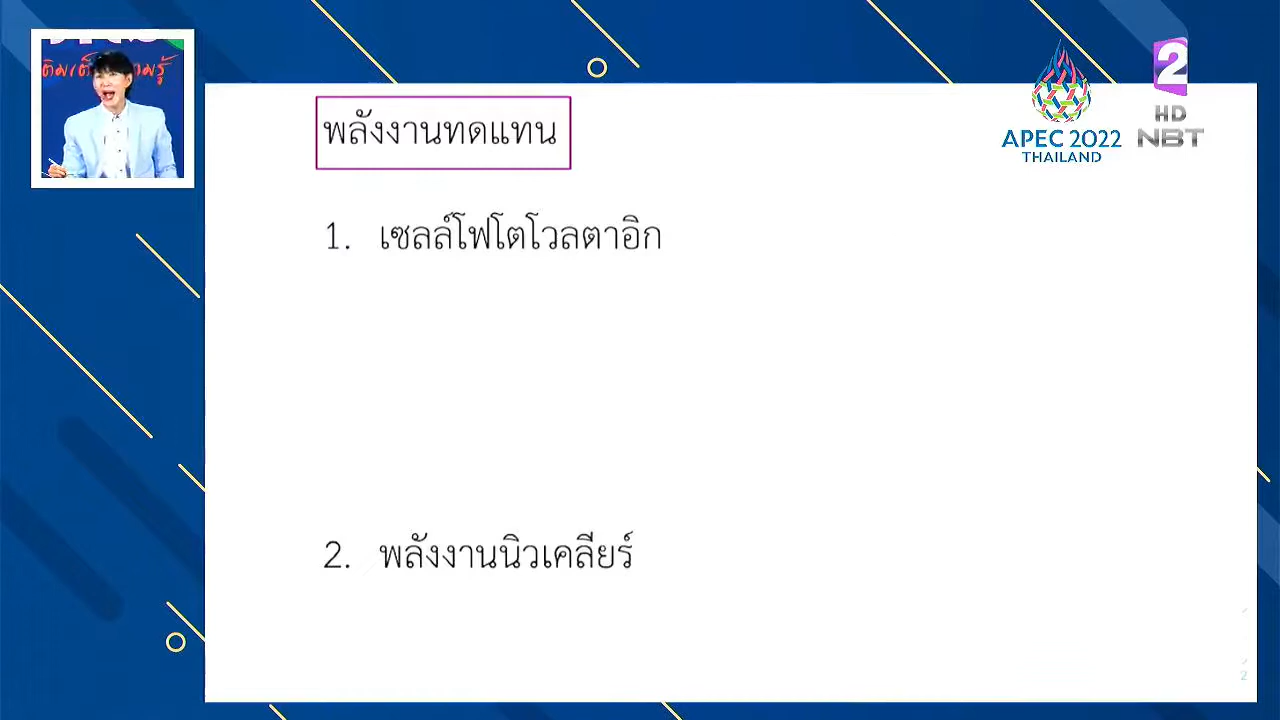 พลังงานทดแทน
1. เซลล์โฟโตโวลตาอิก
2. พลังงานนิวเคลียร์
APEC 2022
THAILAND
2
HD
NBT